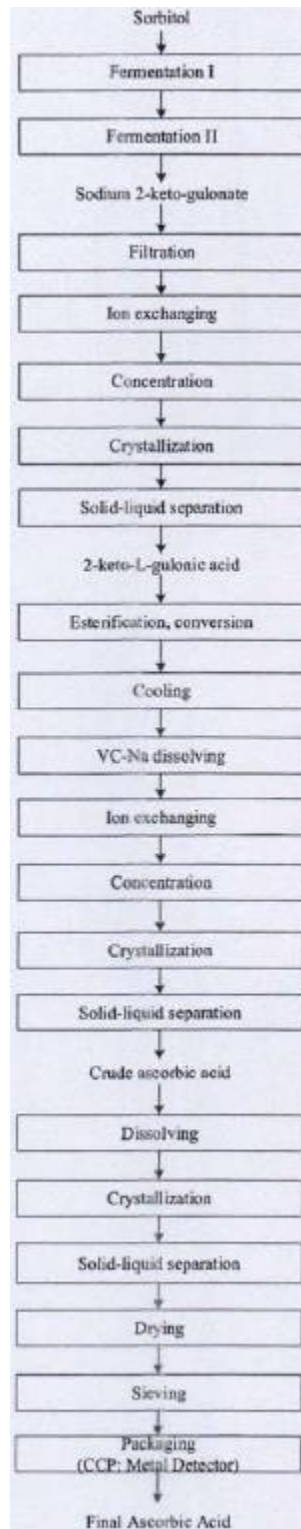 Sorbitol
Fermentation I
Fermentation II
Sodium 2-keto-gulonate
Filtration
Ion exchanging
Concentration
Crystallization
Solid-liquid separation
2-keto-L-gulonic acid
Esterification, conversion
Cooling
VC-Na dissolving
Ion exchanging
Concentration
Crystallization
Solid-liquid separation
Crude ascorbic acid
Dissolving
Crystallization
Solid-liquid separation
Drying
Sieving
Packaging
(CCP: Metal Detector)
Final Ascorbic Acid